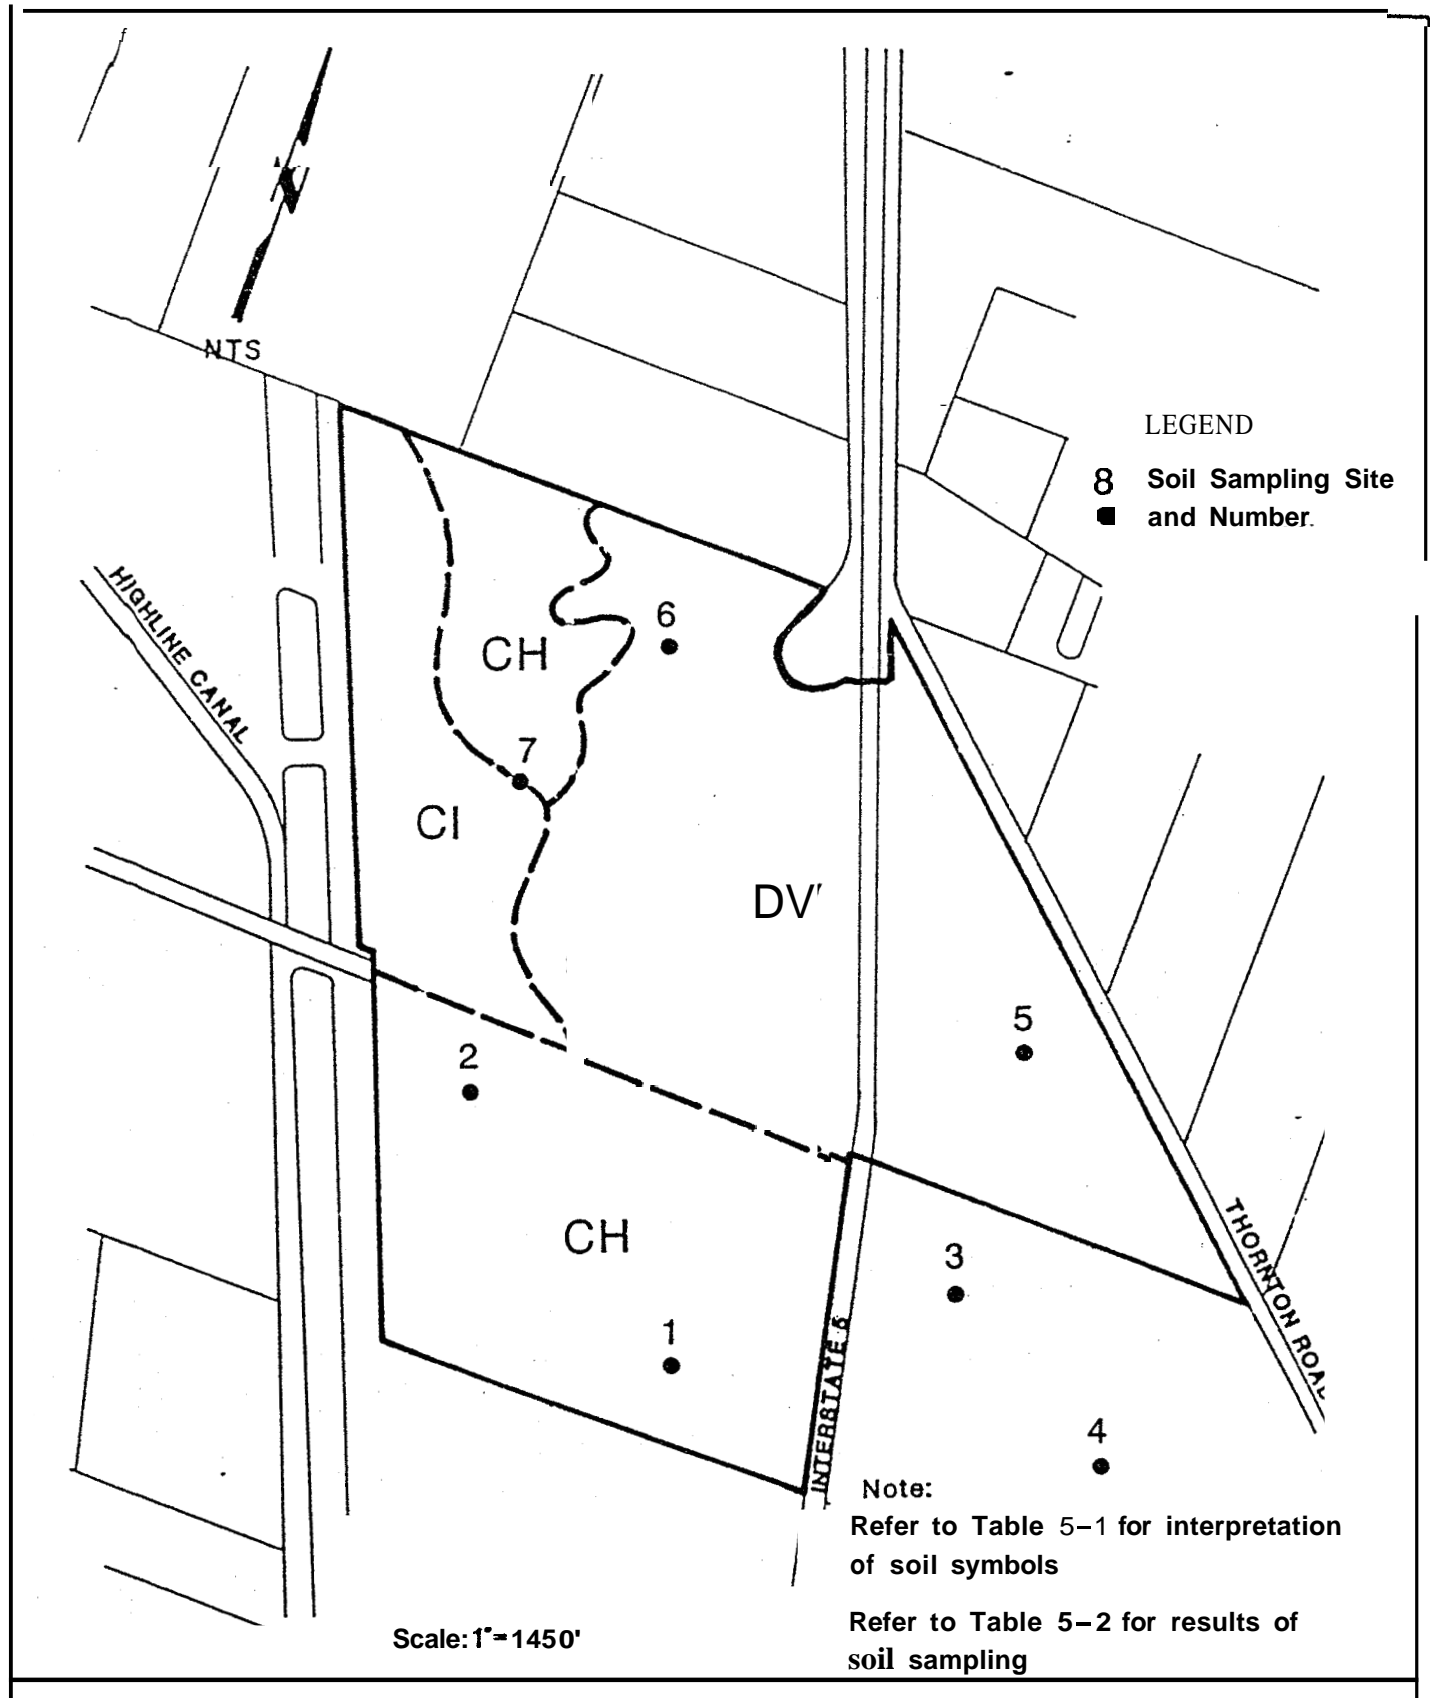 N
NTS
LEGEND
8 Soil Sampling Site
and Number.
HIGHLINE CANAL
6
CH
7
CI
DV'
5
2
CH
3
THORNTON ROAD
1
INTERSTATE 5
4
Note:
Refer to Table 5-1 for interpretation
of soil symbols
Refer to Table 5-2 for results of
soil sampling
Scale: 1"=1450'